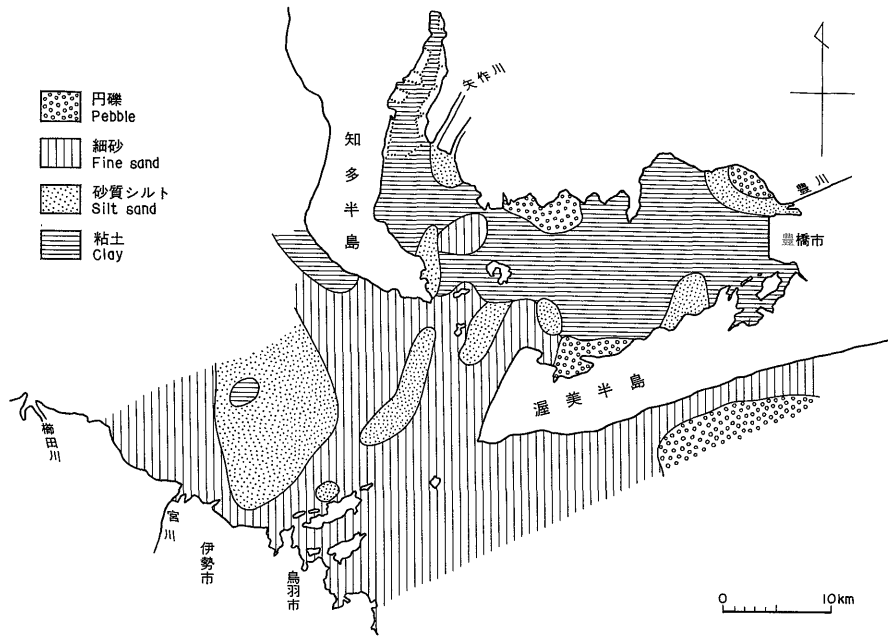 円礫
Pebble
細砂
Fine sand
砂質シルト
Silt sand
粘土
Clay
知多半島
矢作川
豊川
豊橋市
渥美半島
櫛田川
宮川
伊勢市
鳥羽市
0 10km